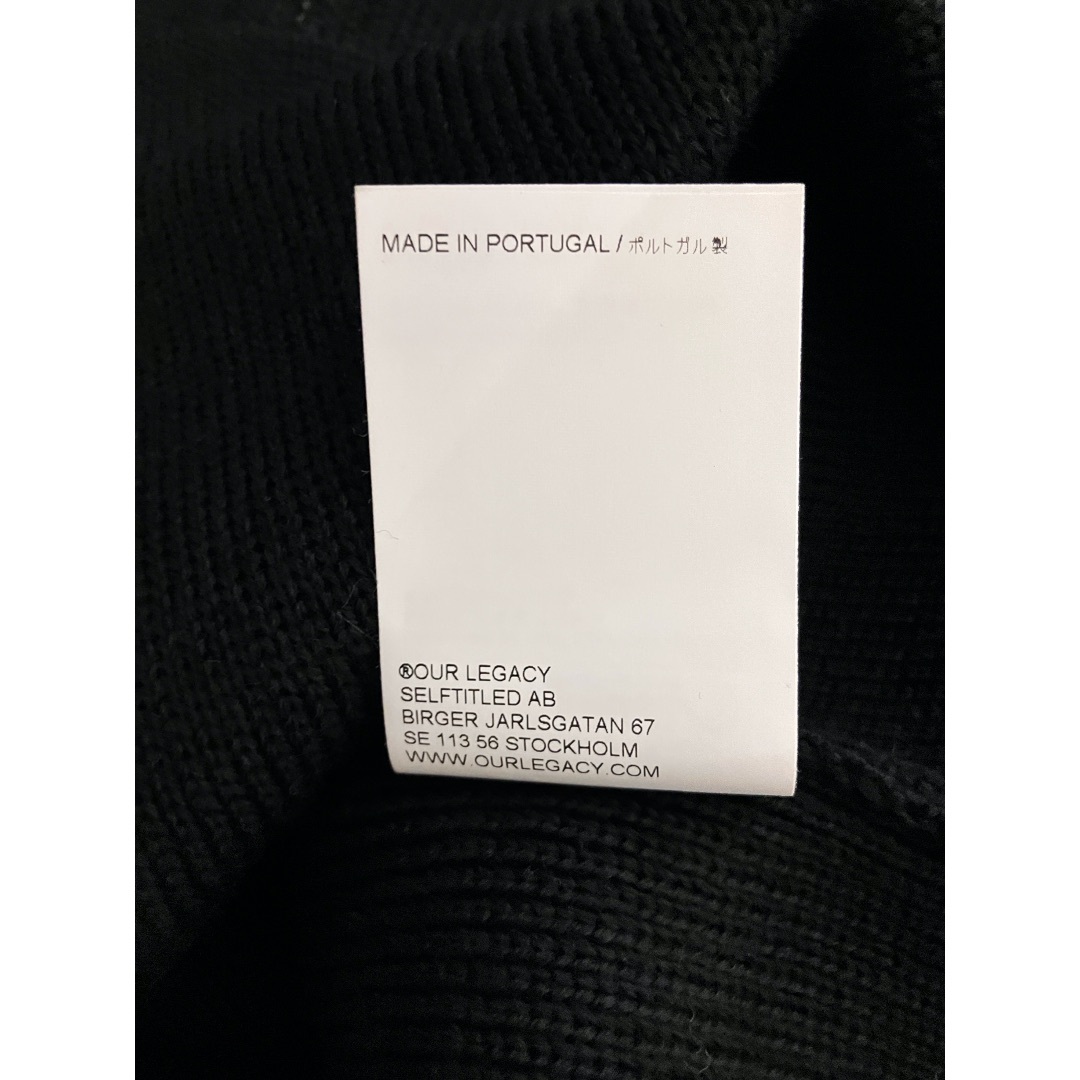 MADE IN PORTUGAL / ポルトガル製
®OUR LEGACY
SELFTITLED AB
BIRGER JARLSGATAN 67
SE 113 56 STOCKHOLM
WWW.OURLEGACY.COM